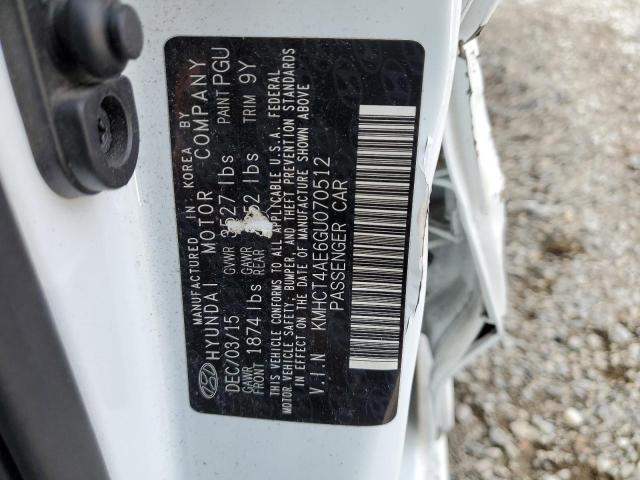 MANUFACTURED IN KOREA BY
HYUNDAI MOTOR COMPANY
DEC/03/15 GVWR lbs PAINT PGU
GAWR FRONT 1874 lbs GAWR REAR lbs TRIM 9Y
THIS VEHICLE CONFORMS TO ALL APPLICABLE U.S.A. FEDERAL
MOTOR VEHICLE SAFETY, BUMPER, AND THEFT PREVENTION STANDARDS
IN EFFECT ON THE DATE OF MANUFACTURE SHOWN ABOVE
V.I.N KMHCT4AE6GU070512
PASSENGER CAR